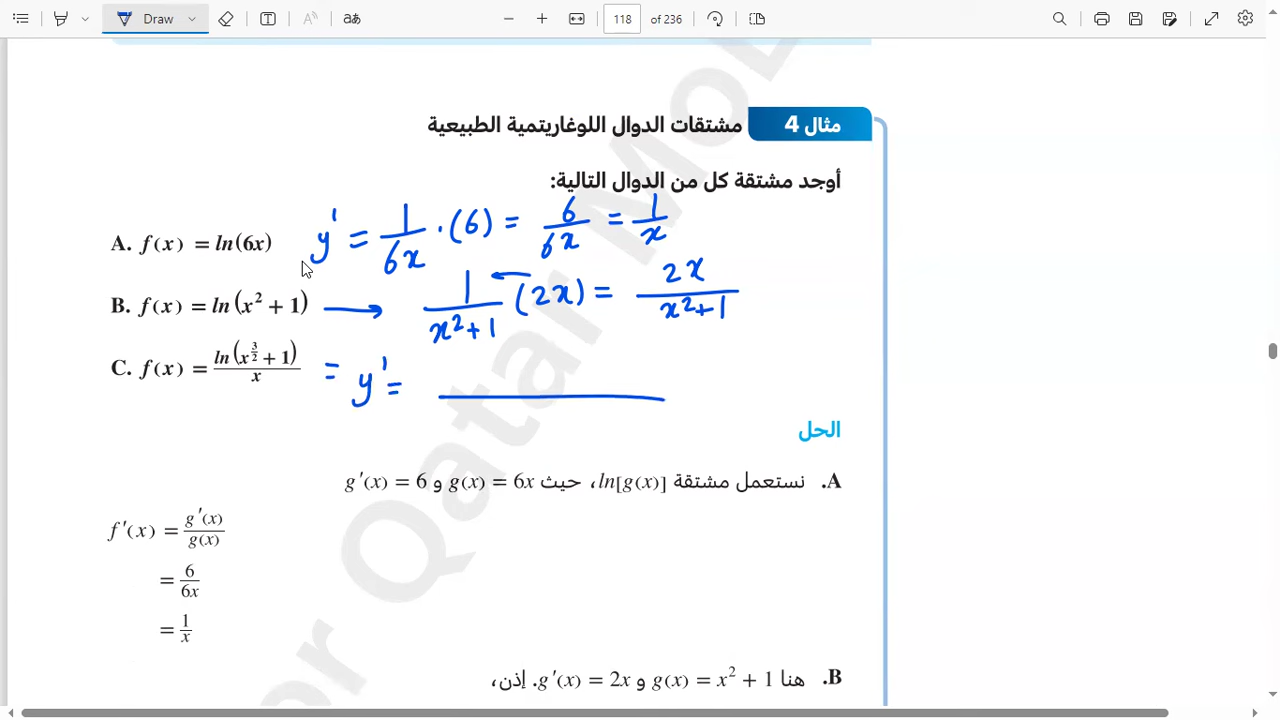 Draw 118 of 236
مثال 4 مشتقات الدوال اللوغاريتمية الطبيعية
أوجد مشتقة كل من الدوال التالية:
A. f(x) = ln(6x) y' = 1/6x · (6) = 6/6x = 1/x
B. f(x) = ln(x² + 1) → 1/x²+1 (2x) = 2x/x²+1
C. f(x) = ln(x^(3/2) + 1)/x = y' =
الحل
A. نستعمل مشتقة ln[g(x)]، حيث g(x) = 6x و g'(x) = 6
f'(x) = g'(x)/g(x)
= 6/6x
= 1/x
B. هنا g(x) = x² + 1 و g'(x) = 2x. إذن،
or Qatar